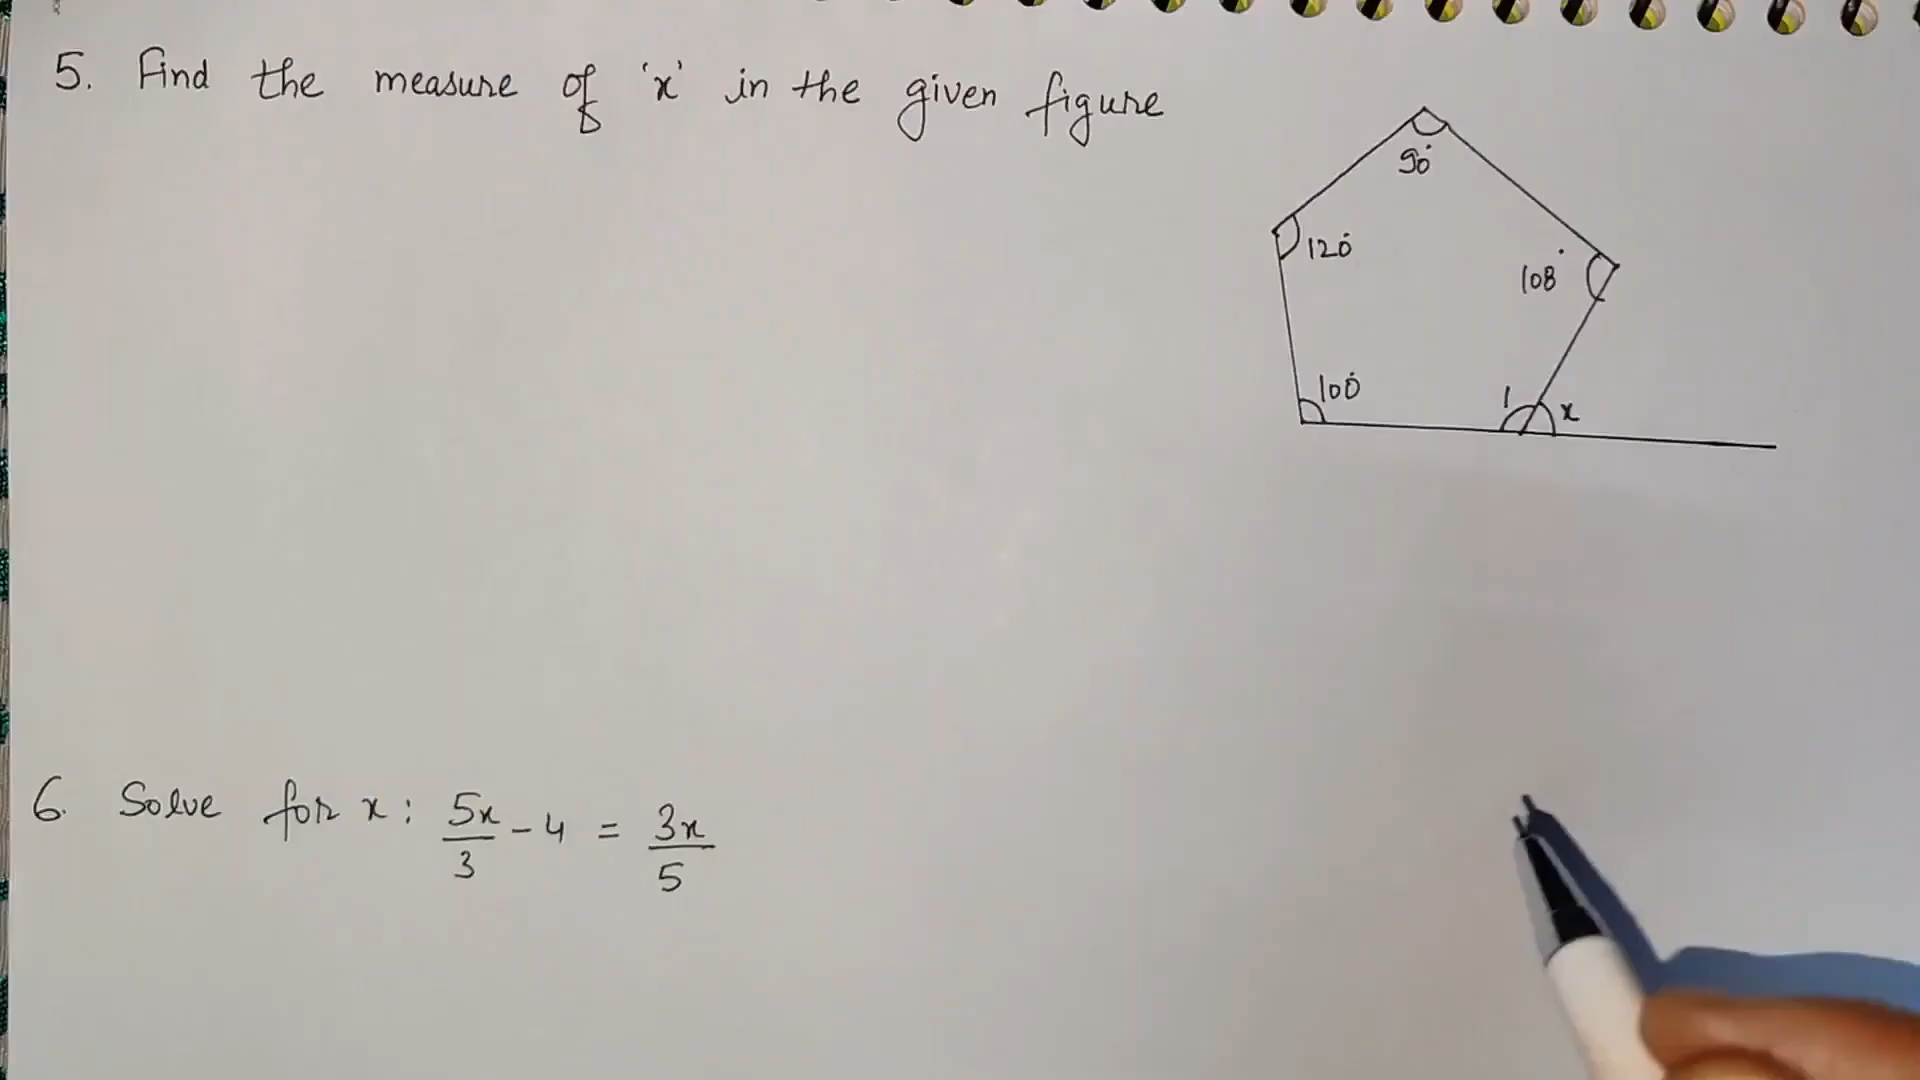 5. Find the measure of 'x' in the given figure
90°
120°
108°
100°
1
x
6. Solve for x: 5x/3 - 4 = 3x/5